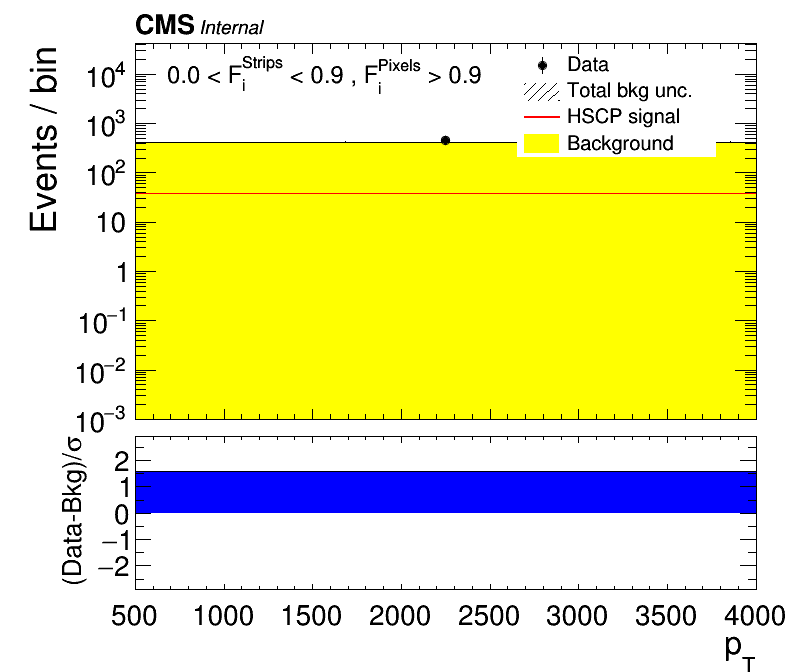 CMS Internal
Events / bin
0.0 < F_i^Strips < 0.9 , F_i^Pixels > 0.9
Data
Total bkg unc.
HSCP signal
Background
10^4
10^3
10^2
10
1
10^−1
10^−2
10^−3
(Data-Bkg)/σ
2
1
0
−1
−2
500 1000 1500 2000 2500 3000 3500 4000
p_T